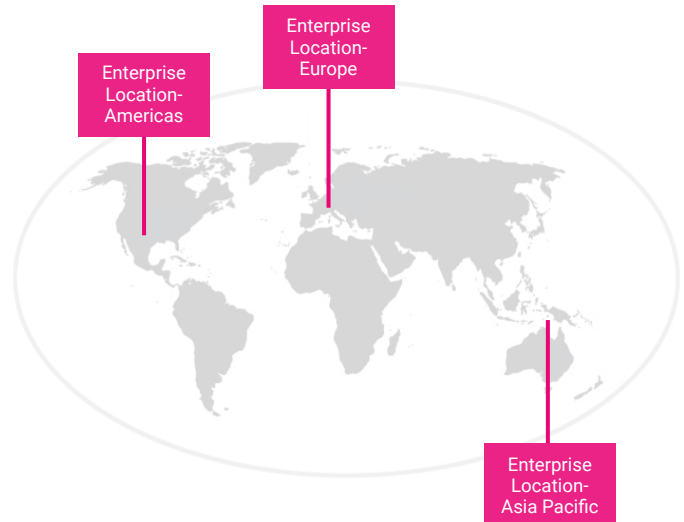 Enterprise
Location-
Europe
Enterprise
Location-
Americas
Enterprise
Location-
Asia Pacific